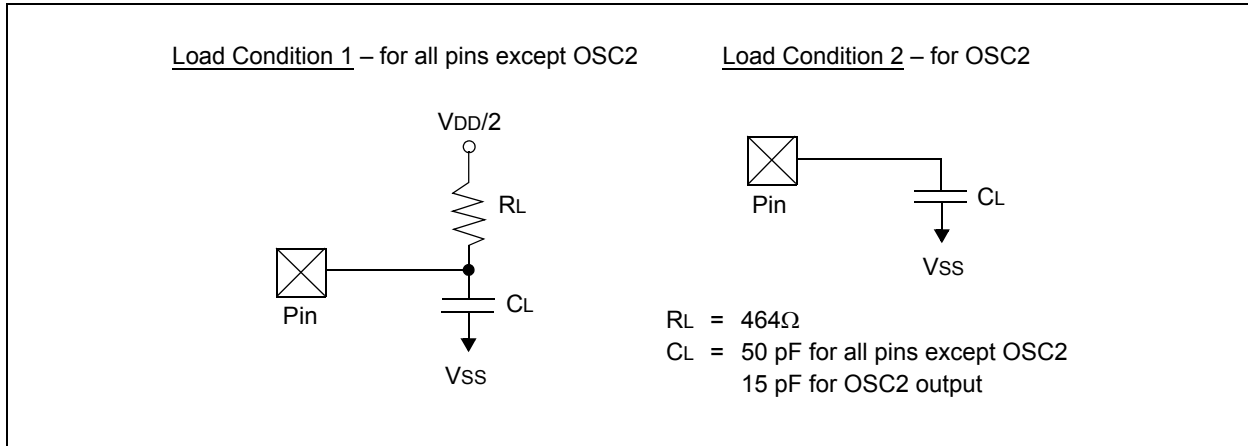 Load Condition 1 – for all pins except OSC2
VDD/2
RL
Pin
CL
VSS
Load Condition 2 – for OSC2
Pin
CL
VSS
RL = 464Ω
CL = 50 pF for all pins except OSC2
15 pF for OSC2 output